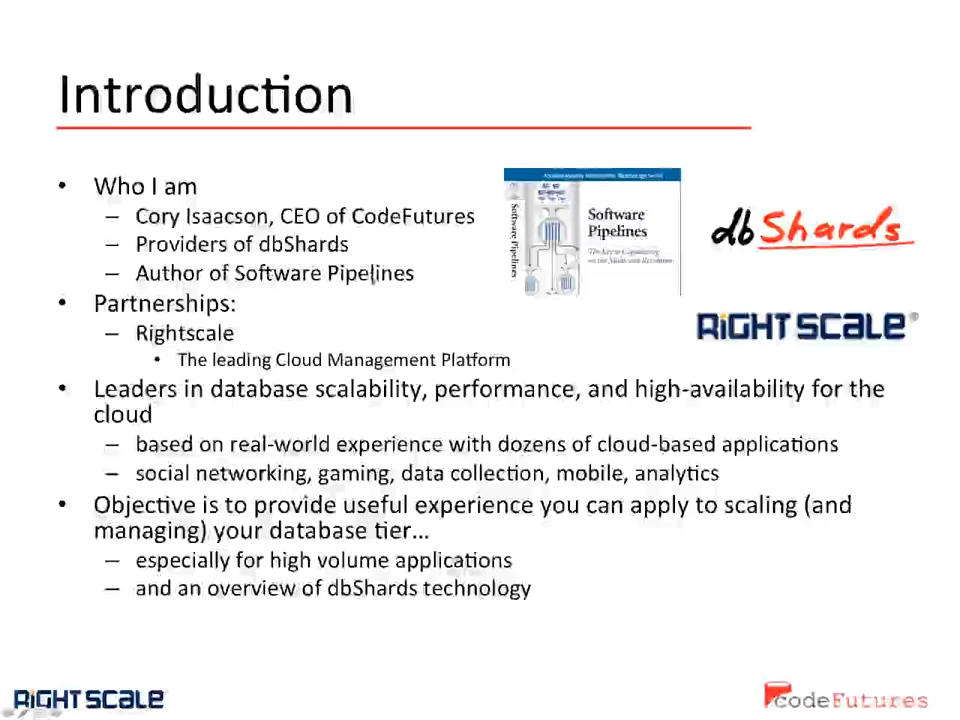 Introduction
• Who I am
– Cory Isaacson, CEO of CodeFutures
– Providers of dbShards
– Author of Software Pipelines
• Partnerships:
– Rightscale
• The leading Cloud Management Platform
• Leaders in database scalability, performance, and high-availability for the
cloud
– based on real-world experience with dozens of cloud-based applications
– social networking, gaming, data collection, mobile, analytics
• Objective is to provide useful experience you can apply to scaling (and
managing) your database tier...
– especially for high volume applications
– and an overview of dbShards technology
Software Pipelines
Software
Pipelines
dbShards
RIGHTSCALE®
RIGHTSCALE
codeFutures